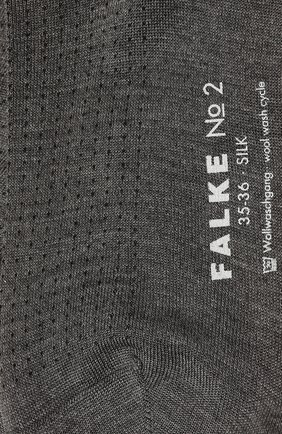 FALKE No 2
35-36 · SILK
Wollwaschgang · wool wash cycle